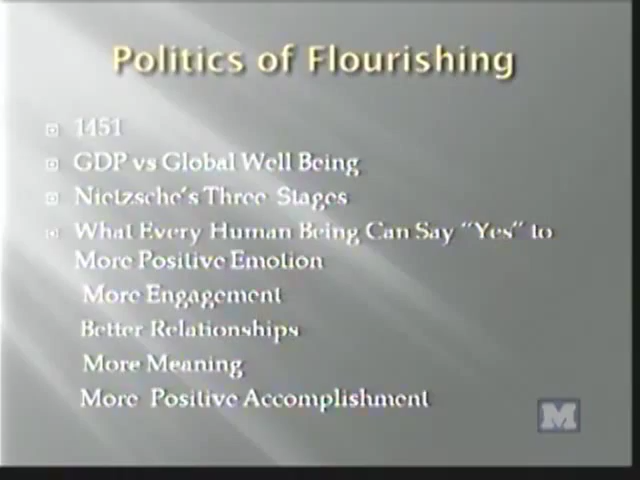 Politics of Flourishing
1451
GDP vs Global Well Being
Nietzsche's Three Stages
What Every Human Being Can Say "Yes" to
More Positive Emotion
More Engagement
Better Relationships
More Meaning
More Positive Accomplishment
M